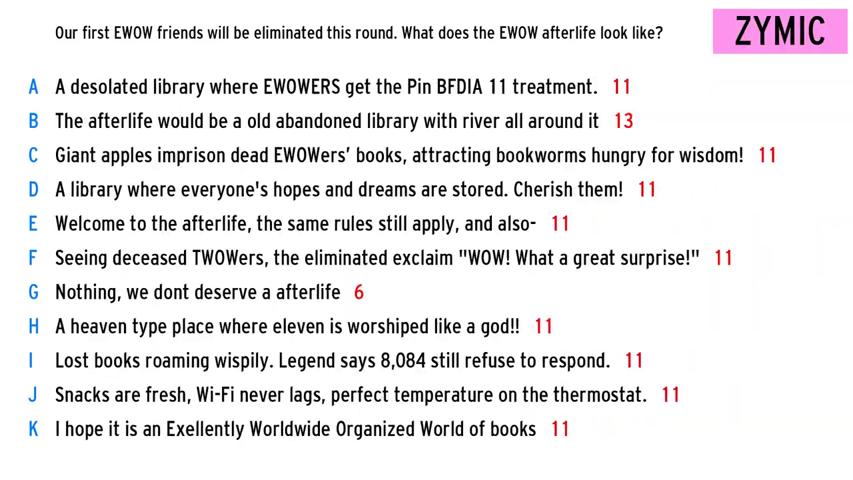 Our first EWOW friends will be eliminated this round. What does the EWOW afterlife look like?
ZYMIC
A A desolated library where EWOWERS get the Pin BFDIA 11 treatment. 11
B The afterlife would be a old abandoned library with river all around it 13
C Giant apples imprison dead EWOWers' books, attracting bookworms hungry for wisdom! 11
D A library where everyone's hopes and dreams are stored. Cherish them! 11
E Welcome to the afterlife, the same rules still apply, and also- 11
F Seeing deceased TWOWers, the eliminated exclaim "WOW! What a great surprise!" 11
G Nothing, we dont deserve a afterlife 6
H A heaven type place where eleven is worshiped like a god!! 11
I Lost books roaming wispily. Legend says 8,084 still refuse to respond. 11
J Snacks are fresh, Wi-Fi never lags, perfect temperature on the thermostat. 11
K I hope it is an Exellently Worldwide Organized World of books 11